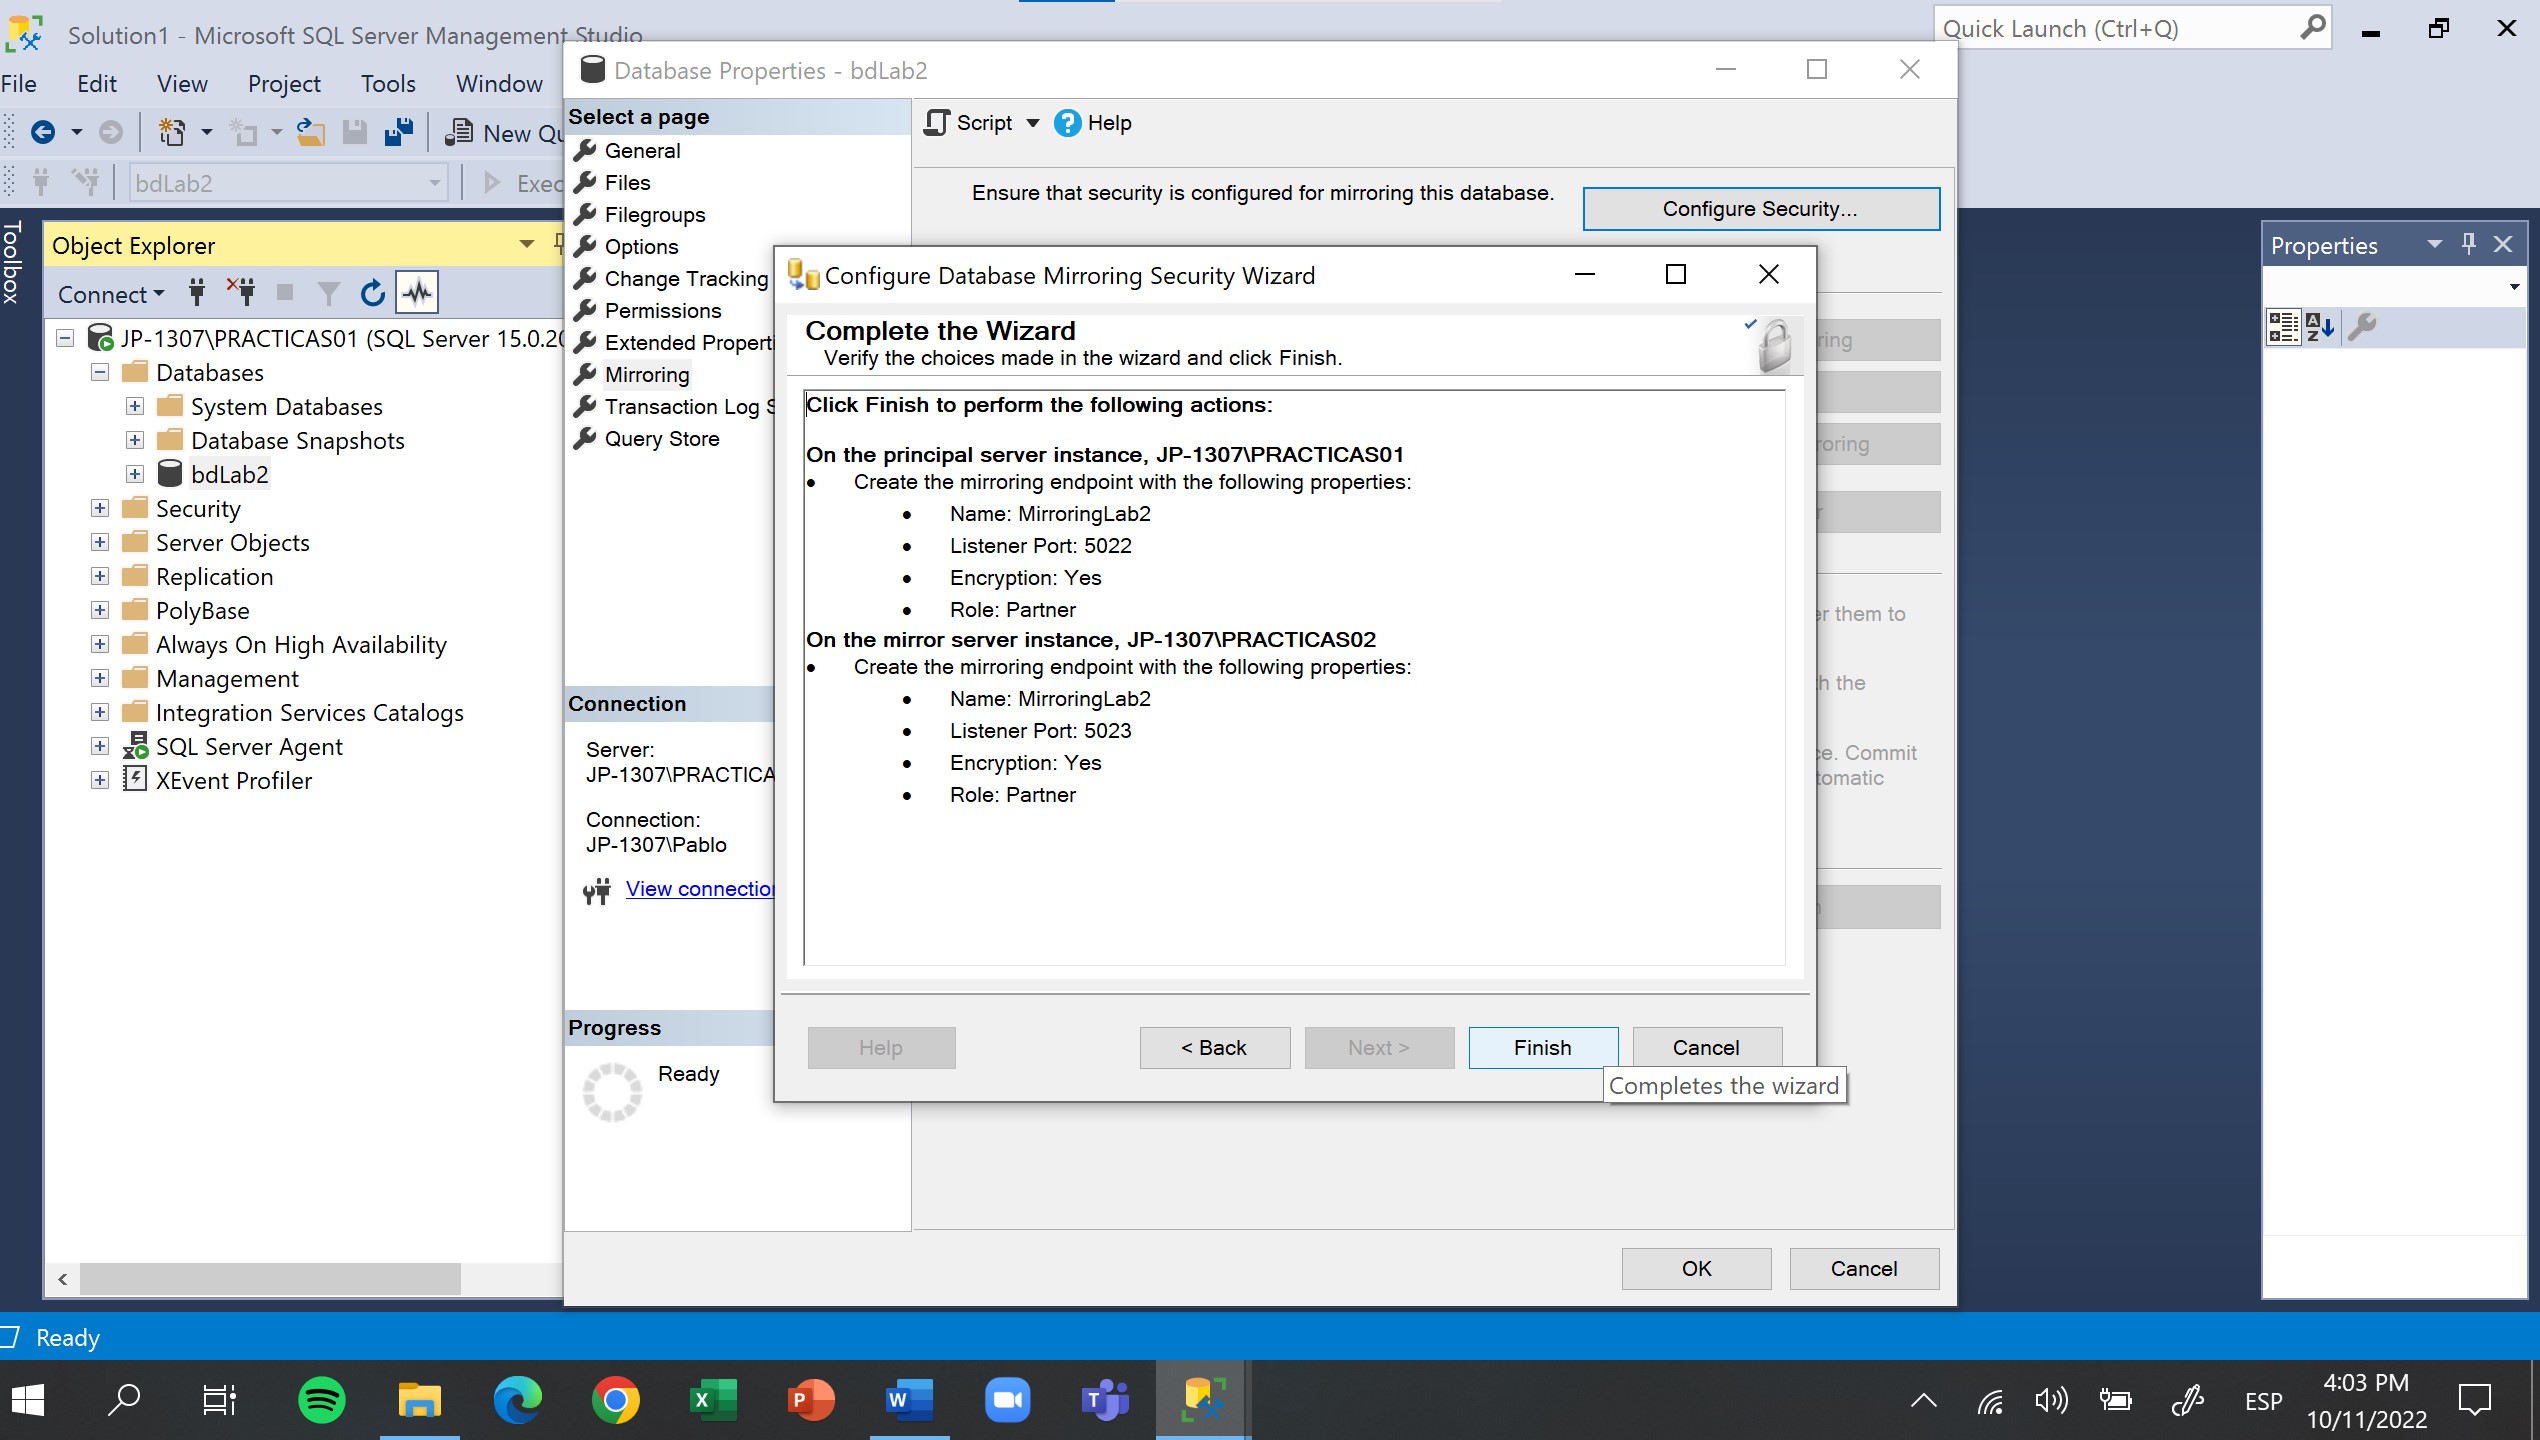 Solution1 - Microsoft SQL Server Management Studio
Quick Launch (Ctrl+Q)
File Edit View Project Tools Window
New Qu
bdLab2
Exec
Toolbox
Object Explorer
Connect
JP-1307\PRACTICAS01 (SQL Server 15.0.20
Databases
System Databases
Database Snapshots
bdLab2
Security
Server Objects
Replication
PolyBase
Always On High Availability
Management
Integration Services Catalogs
SQL Server Agent
XEvent Profiler
Database Properties - bdLab2
Select a page
General
Files
Filegroups
Options
Change Tracking
Permissions
Extended Properti
Mirroring
Transaction Log S
Query Store
Connection
Server:
JP-1307\PRACTICA
Connection:
JP-1307\Pablo
View connection
Progress
Ready
Script
Help
Ensure that security is configured for mirroring this database.
Configure Security...
ring
roring
r
er them to
h the
ce. Commit
tomatic
Configure Database Mirroring Security Wizard
Complete the Wizard
Verify the choices made in the wizard and click Finish.
Click Finish to perform the following actions:
On the principal server instance, JP-1307\PRACTICAS01
• Create the mirroring endpoint with the following properties:
• Name: MirroringLab2
• Listener Port: 5022
• Encryption: Yes
• Role: Partner
On the mirror server instance, JP-1307\PRACTICAS02
• Create the mirroring endpoint with the following properties:
• Name: MirroringLab2
• Listener Port: 5023
• Encryption: Yes
• Role: Partner
Help
< Back
Next >
Finish
Cancel
Completes the wizard
OK
Cancel
Properties
Ready
ESP
4:03 PM
10/11/2022